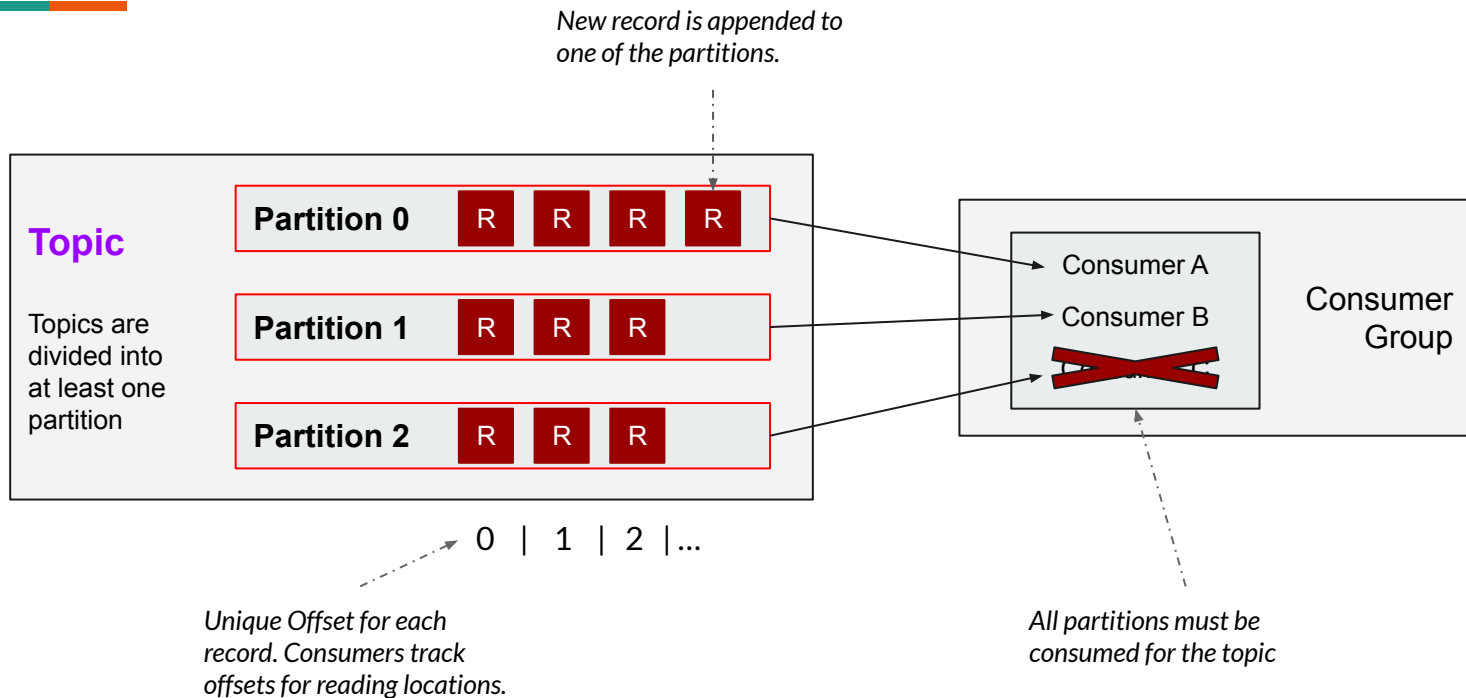 New record is appended to
one of the partitions.
Topic
Topics are
divided into
at least one
partition
Partition 0 R R R R
Partition 1 R R R
Partition 2 R R R
Consumer A
Consumer B
Consumer
Group
0 | 1 | 2 |...
Unique Offset for each
record. Consumers track
offsets for reading locations.
All partitions must be
consumed for the topic